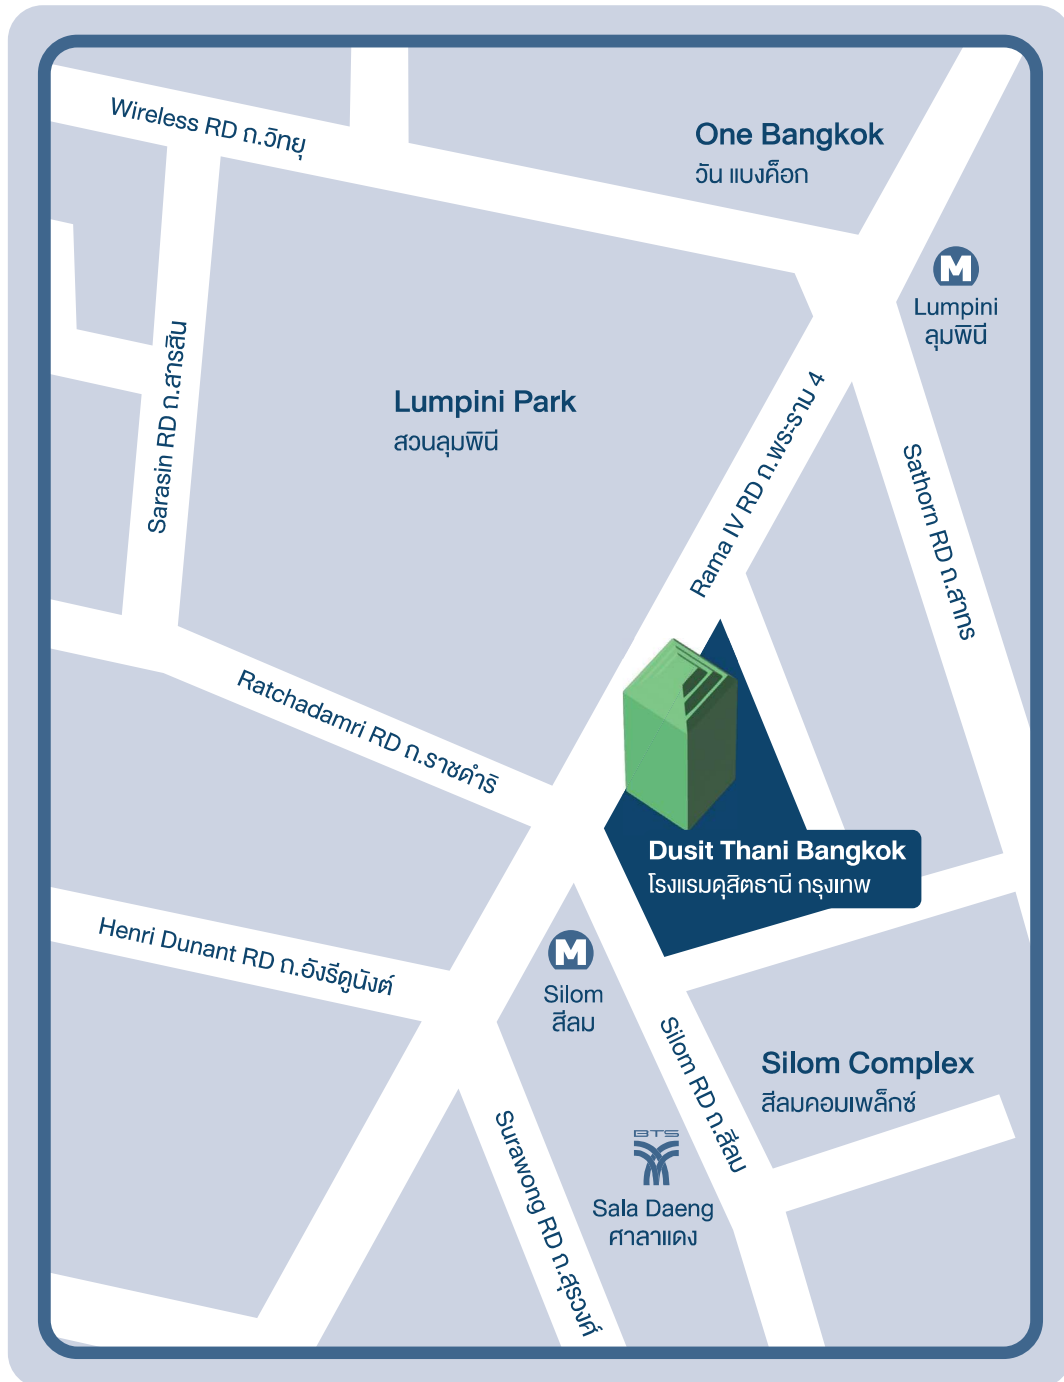 Wireless RD ถ.วิทยุ
One Bangkok
วัน แบงค็อก
M
Lumpini
ลุมพินี
Sarasin RD ถ.สารสิน
Lumpini Park
สวนลุมพินี
Rama IV RD ถ.พระราม 4
Sathorn RD ถ.สาทร
Ratchadamri RD ถ.ราชดำริ
Dusit Thani Bangkok
โรงแรมดุสิตธานี กรุงเทพ
Henri Dunant RD ถ.อังรีดูนังต์
M
Silom
สีลม
Silom RD ถ.สีลม
Silom Complex
สีลมคอมเพล็กซ์
BTS
Sala Daeng
ศาลาแดง
Surawong RD ถ.สุรวงศ์